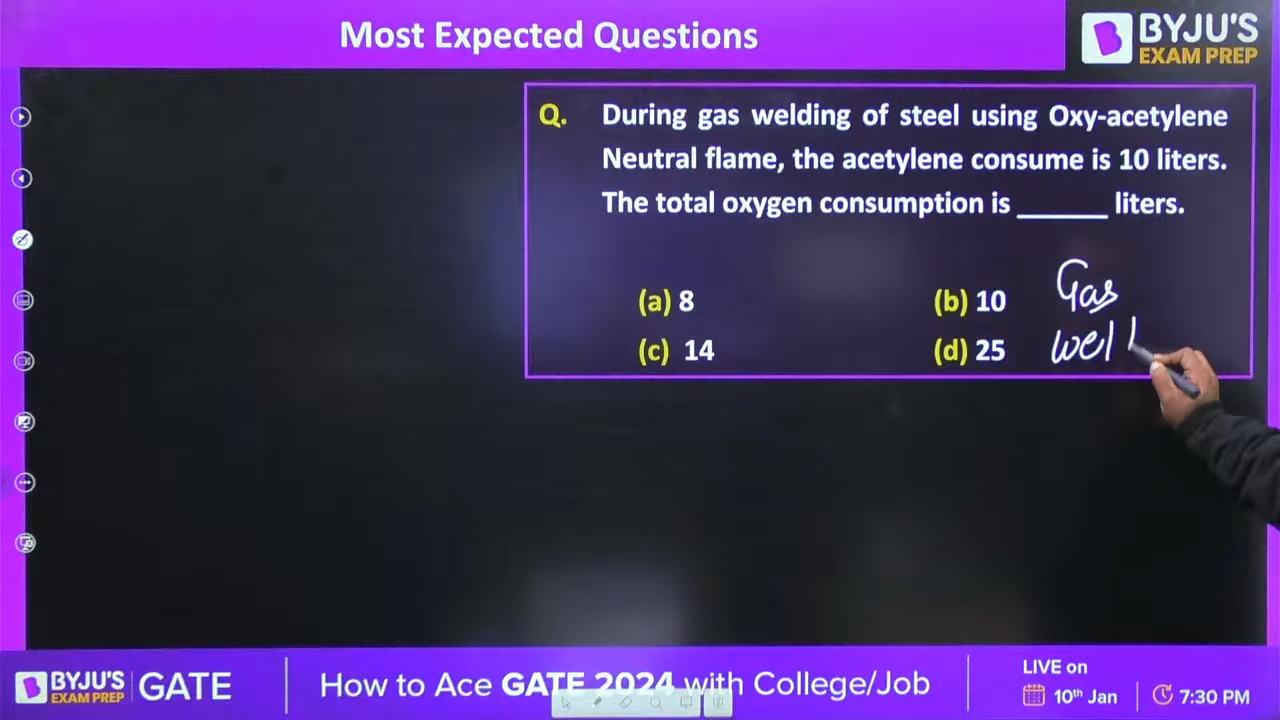 Most Expected Questions
BYJU'S
EXAM PREP
Q. During gas welding of steel using Oxy-acetylene
Neutral flame, the acetylene consume is 10 liters.
The total oxygen consumption is ______ liters.
(a) 8
(b) 10
(c) 14
(d) 25
Gas
wel
BYJU'S
EXAM PREP
GATE
How to Ace GATE 2024 with College/Job
LIVE on
10th Jan
7:30 PM